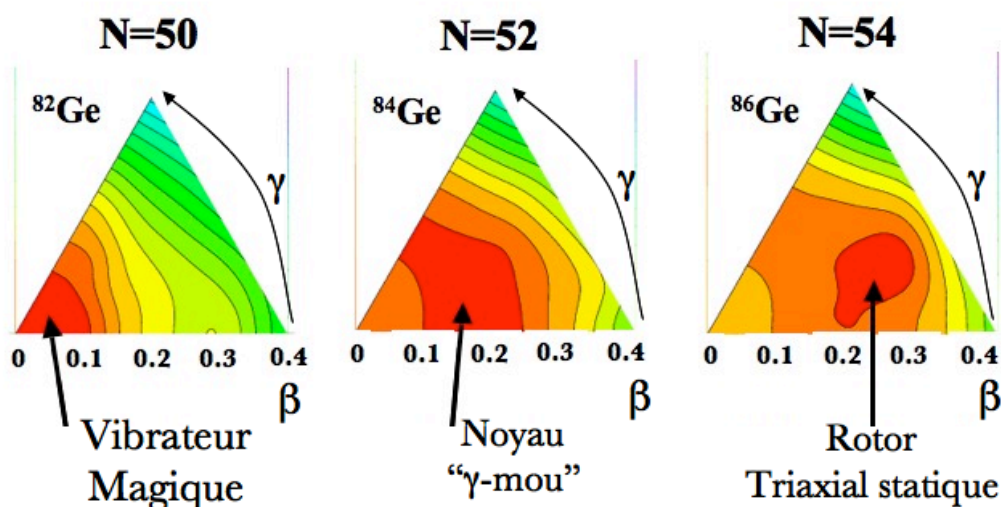 N=50
N=52
N=54
⁸²Ge
⁸⁴Ge
⁸⁶Ge
γ
γ
γ
0 0.1 0.2 0.3 0.4
0 0.1 0.2 0.3 0.4
0 0.1 0.2 0.3 0.4
β
β
β
Vibrateur
Magique
Noyau
“γ-mou”
Rotor
Triaxial statique